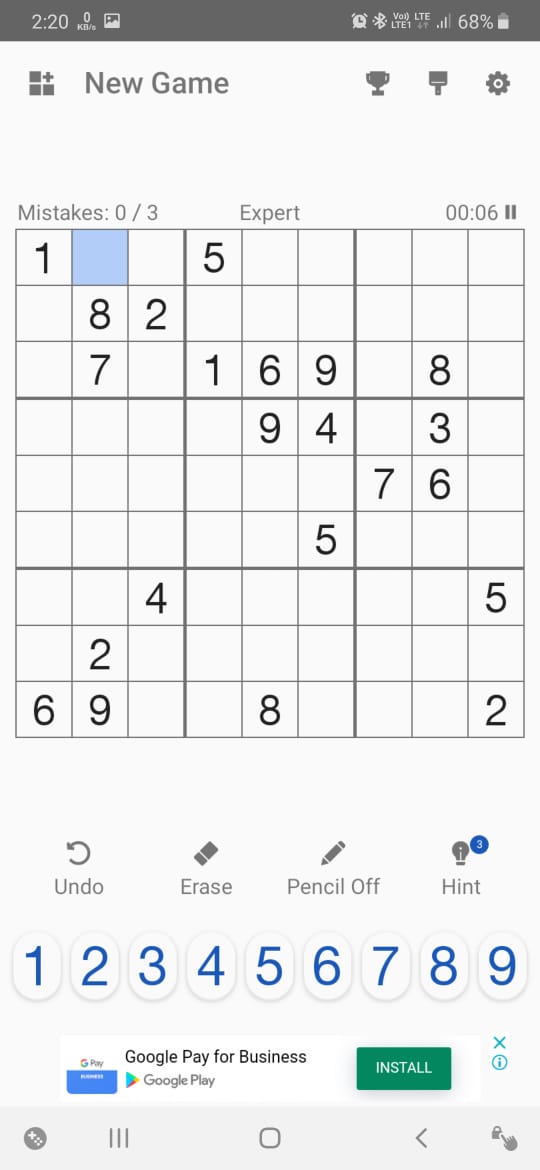 2:20 0 KB/s Vo) LTE LTE1 68%
New Game
Mistakes: 0 / 3 Expert 00:06
1 5
8 2
7 1 6 9 8
9 4 3
7 6
5
4 5
2
6 9 8 2
3
Undo Erase Pencil Off Hint
1 2 3 4 5 6 7 8 9
G Pay Google Pay for Business
BUSINESS Google Play
INSTALL